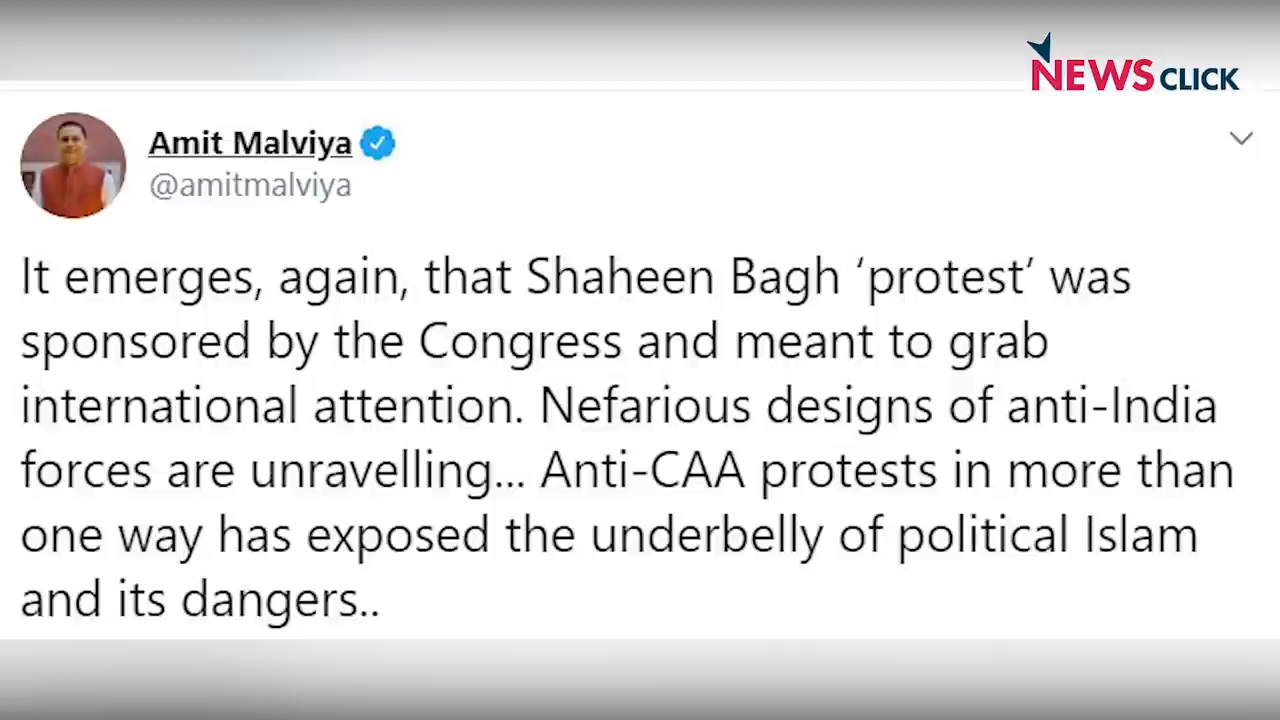 NEWS CLICK
Amit Malviya
@amitmalviya
It emerges, again, that Shaheen Bagh ‘protest’ was
sponsored by the Congress and meant to grab
international attention. Nefarious designs of anti-India
forces are unravelling... Anti-CAA protests in more than
one way has exposed the underbelly of political Islam
and its dangers..